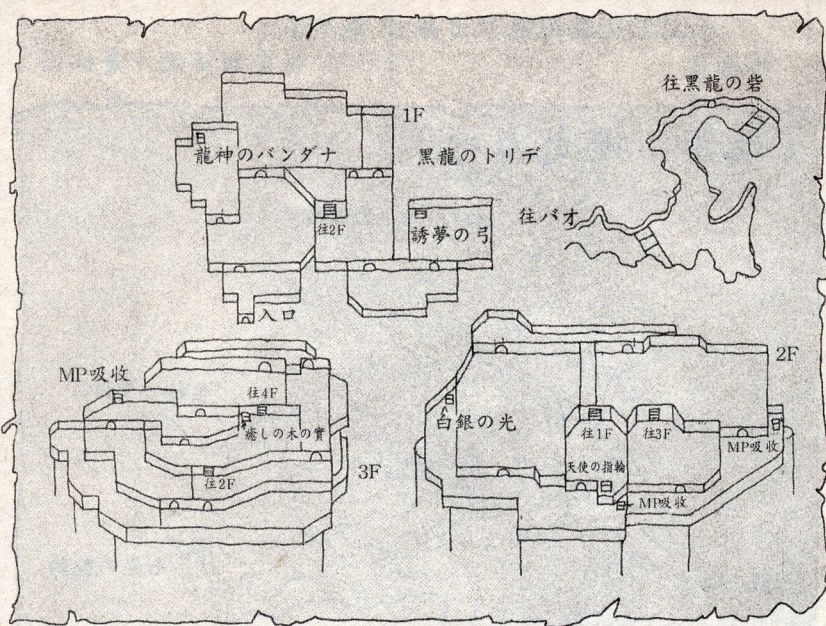 往黑龍の砦
1F
龍神のバンダナ
黑龍のトリデ
往バオ
往2F
誘夢の弓
入口
2F
MP吸收
往4F
白銀の光
往1F
往3F
癒しの木の實
MP吸收
天使の指輪
3F
往2F
MP吸收